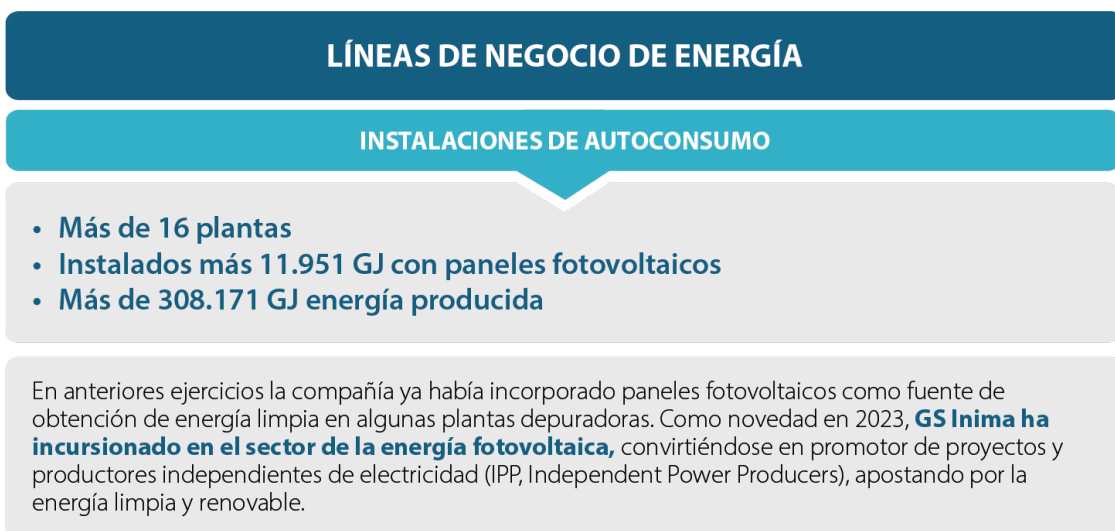 LÍNEAS DE NEGOCIO DE ENERGÍA
INSTALACIONES DE AUTOCONSUMO
• Más de 16 plantas
• Instalados más 11.951 GJ con paneles fotovoltaicos
• Más de 308.171 GJ energía producida
En anteriores ejercicios la compañía ya había incorporado paneles fotovoltaicos como fuente de
obtención de energía limpia en algunas plantas depuradoras. Como novedad en 2023, GS Inima ha
incursionado en el sector de la energía fotovoltaica, convirtiéndose en promotor de proyectos y
productores independientes de electricidad (IPP, Independent Power Producers), apostando por la
energía limpia y renovable.